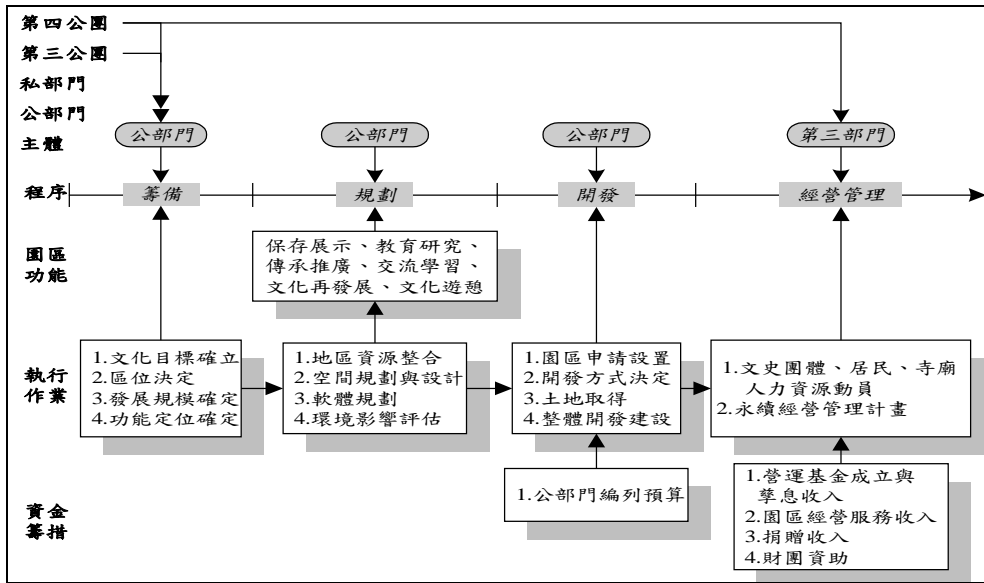 第四公團
第三公團
私部門
公部門
主體
公部門
公部門
公部門
第三部門
程序
籌備
規劃
開發
經營管理
園區
功能
保存展示、教育研究、
傳承推廣、交流學習、
文化再發展、文化遊憩
執行
作業
1.文化目標確立
2.區位決定
3.發展規模確定
4.功能定位確定
1.地區資源整合
2.空間規劃與設計
3.軟體規劃
4.環境影響評估
1.園區申請設置
2.開發方式決定
3.土地取得
4.整體開發建設
1.文史團體、居民、寺廟
人力資源動員
2.永續經營管理計畫
資金
籌措
1.公部門編列預算
1.營運基金成立與
孳息收入
2.園區經營服務收入
3.捐贈收入
4.財團資助